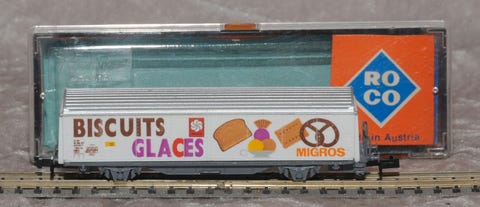 BISCUITS
GLACES
MIGROS
RO
CO
in Austria